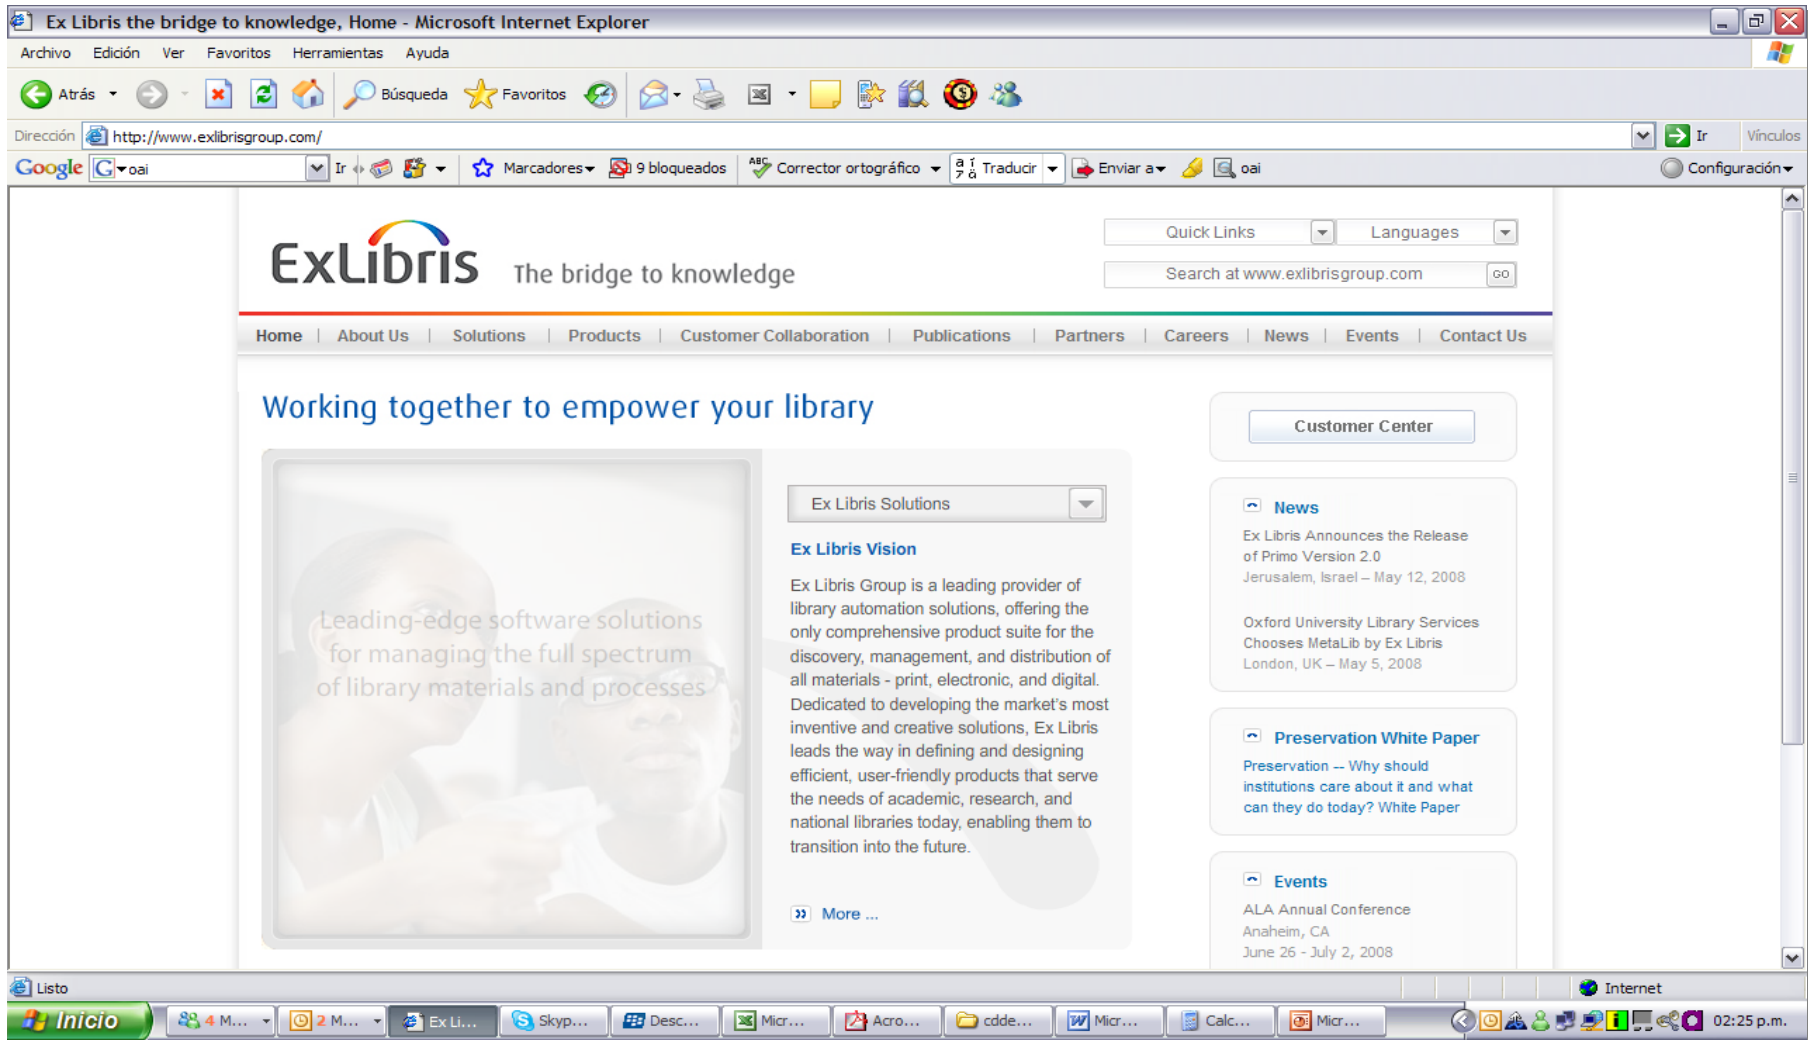 Ex Libris the bridge to knowledge, Home - Microsoft Internet Explorer
Archivo Edición Ver Favoritos Herramientas Ayuda
Atrás Búsqueda Favoritos
Dirección http://www.exlibrisgroup.com/ Ir Vínculos
Google G oai Ir Marcadores 9 bloqueados ABC Corrector ortográfico Traducir Enviar a oai Configuración
ExLibris The bridge to knowledge
Quick Links Languages
Search at www.exlibrisgroup.com GO
Home | About Us | Solutions | Products | Customer Collaboration | Publications | Partners | Careers | News | Events | Contact Us
Working together to empower your library
Leading-edge software solutions
for managing the full spectrum
of library materials and processes
Ex Libris Solutions
Ex Libris Vision
Ex Libris Group is a leading provider of
library automation solutions, offering the
only comprehensive product suite for the
discovery, management, and distribution of
all materials - print, electronic, and digital.
Dedicated to developing the market's most
inventive and creative solutions, Ex Libris
leads the way in defining and designing
efficient, user-friendly products that serve
the needs of academic, research, and
national libraries today, enabling them to
transition into the future.
More ...
Customer Center
News
Ex Libris Announces the Release
of Primo Version 2.0
Jerusalem, Israel – May 12, 2008
Oxford University Library Services
Chooses MetaLib by Ex Libris
London, UK – May 5, 2008
Preservation White Paper
Preservation -- Why should
institutions care about it and what
can they do today? White Paper
Events
ALA Annual Conference
Anaheim, CA
June 26 - July 2, 2008
Listo Internet
Inicio 4 M... 2 M... Ex Li... Skyp... Desc... Micr... Acro... cdde... Micr... Calc... Micr... 02:25 p.m.